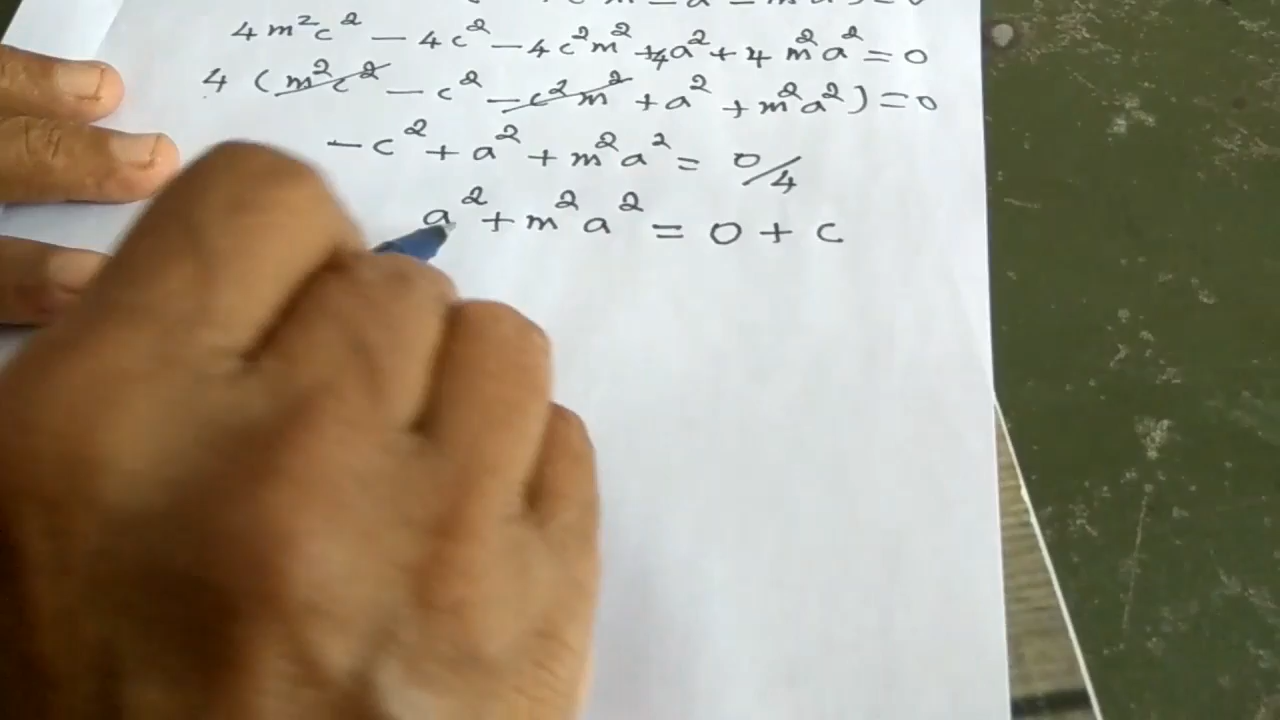 4m²c² - 4c² - 4c²m² + 4a² + 4m²a² = 0
4 (m²c² - c² - c²m² + a² + m²a²) = 0
-c² + a² + m²a² = 0/4
a² + m²a² = 0 + c